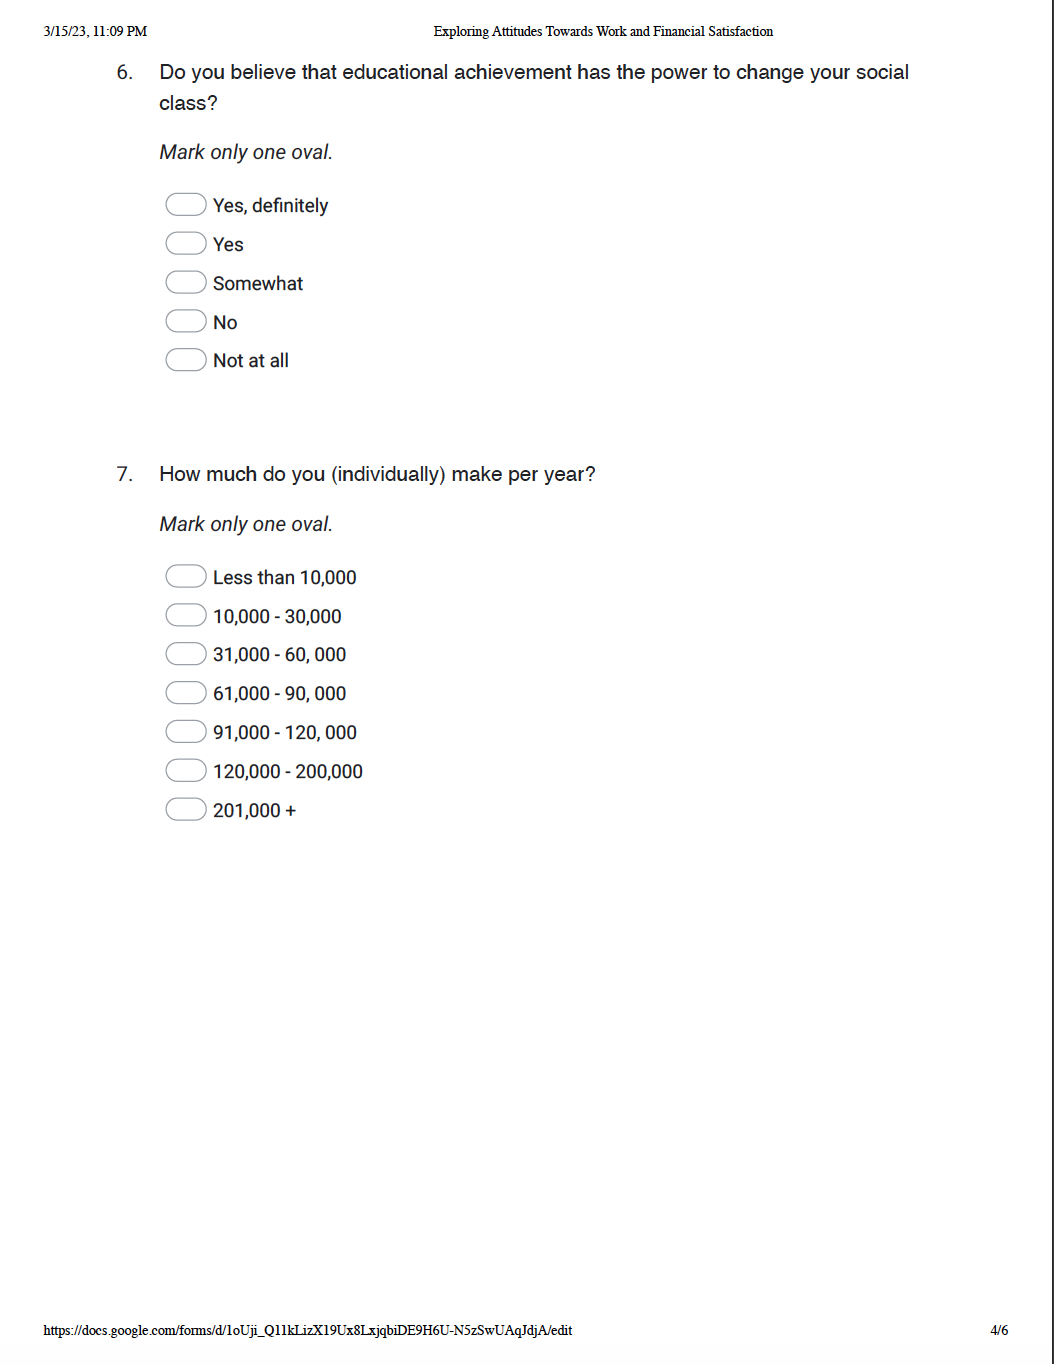 3/15/23, 11:09 PM
Exploring Attitudes Towards Work and Financial Satisfaction
6. Do you believe that educational achievement has the power to change your social
class?
Mark only one oval.
Yes, definitely
Yes
Somewhat
No
Not at all
7. How much do you (individually) make per year?
Mark only one oval.
Less than 10,000
10,000 - 30,000
31,000 - 60, 000
61,000 - 90, 000
91,000 - 120, 000
120,000 - 200,000
201,000 +
https://docs.google.com/forms/d/1oUji_Q11kLizX19Ux8LxjqbiDE9H6U-N5zSwUAqJdjA/edit
4/6